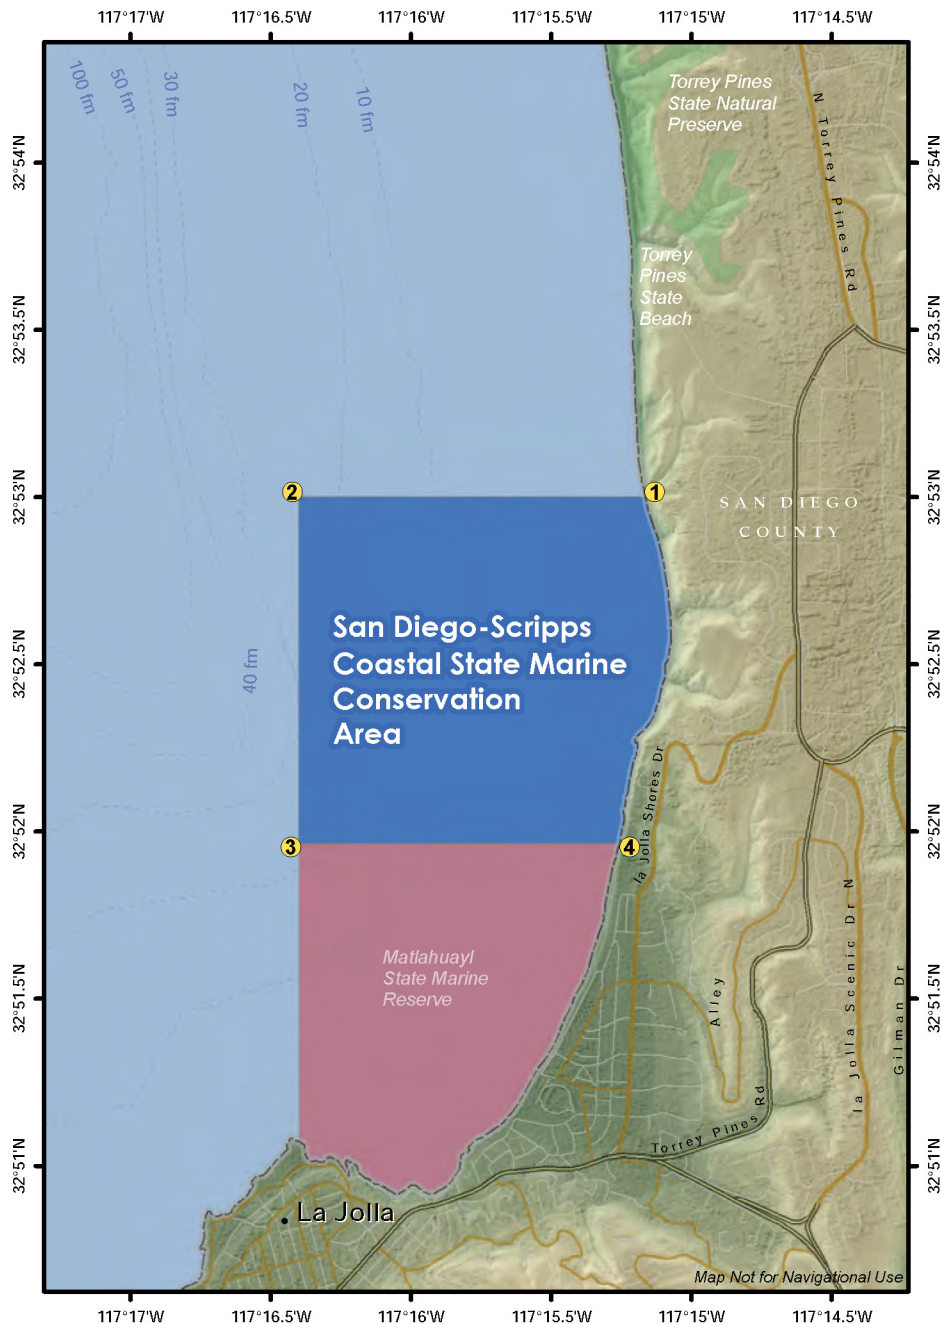 117°17'W 117°16.5'W 117°16'W 117°15.5'W 117°15'W 117°14.5'W
100 fm
50 fm
30 fm
20 fm
10 fm
Torrey Pines
State Natural
Preserve
N Torrey Pines Rd
32°54'N
32°54'N
Torrey
Pines
State
Beach
32°53.5'N
32°53.5'N
32°53'N
2
1
32°53'N
SAN DIEGO
COUNTY
San Diego-Scripps
Coastal State Marine
Conservation
Area
32°52.5'N
40 fm
32°52.5'N
la Jolla Shores Dr
32°52'N
3
4
32°52'N
Matlahuayl
State Marine
Reserve
32°51.5'N
Alley
la Jolla Scenic Dr N
Gilman Dr
32°51.5'N
Torrey Pines Rd
32°51'N
32°51'N
La Jolla
Map Not for Navigational Use
117°17'W 117°16.5'W 117°16'W 117°15.5'W 117°15'W 117°14.5'W